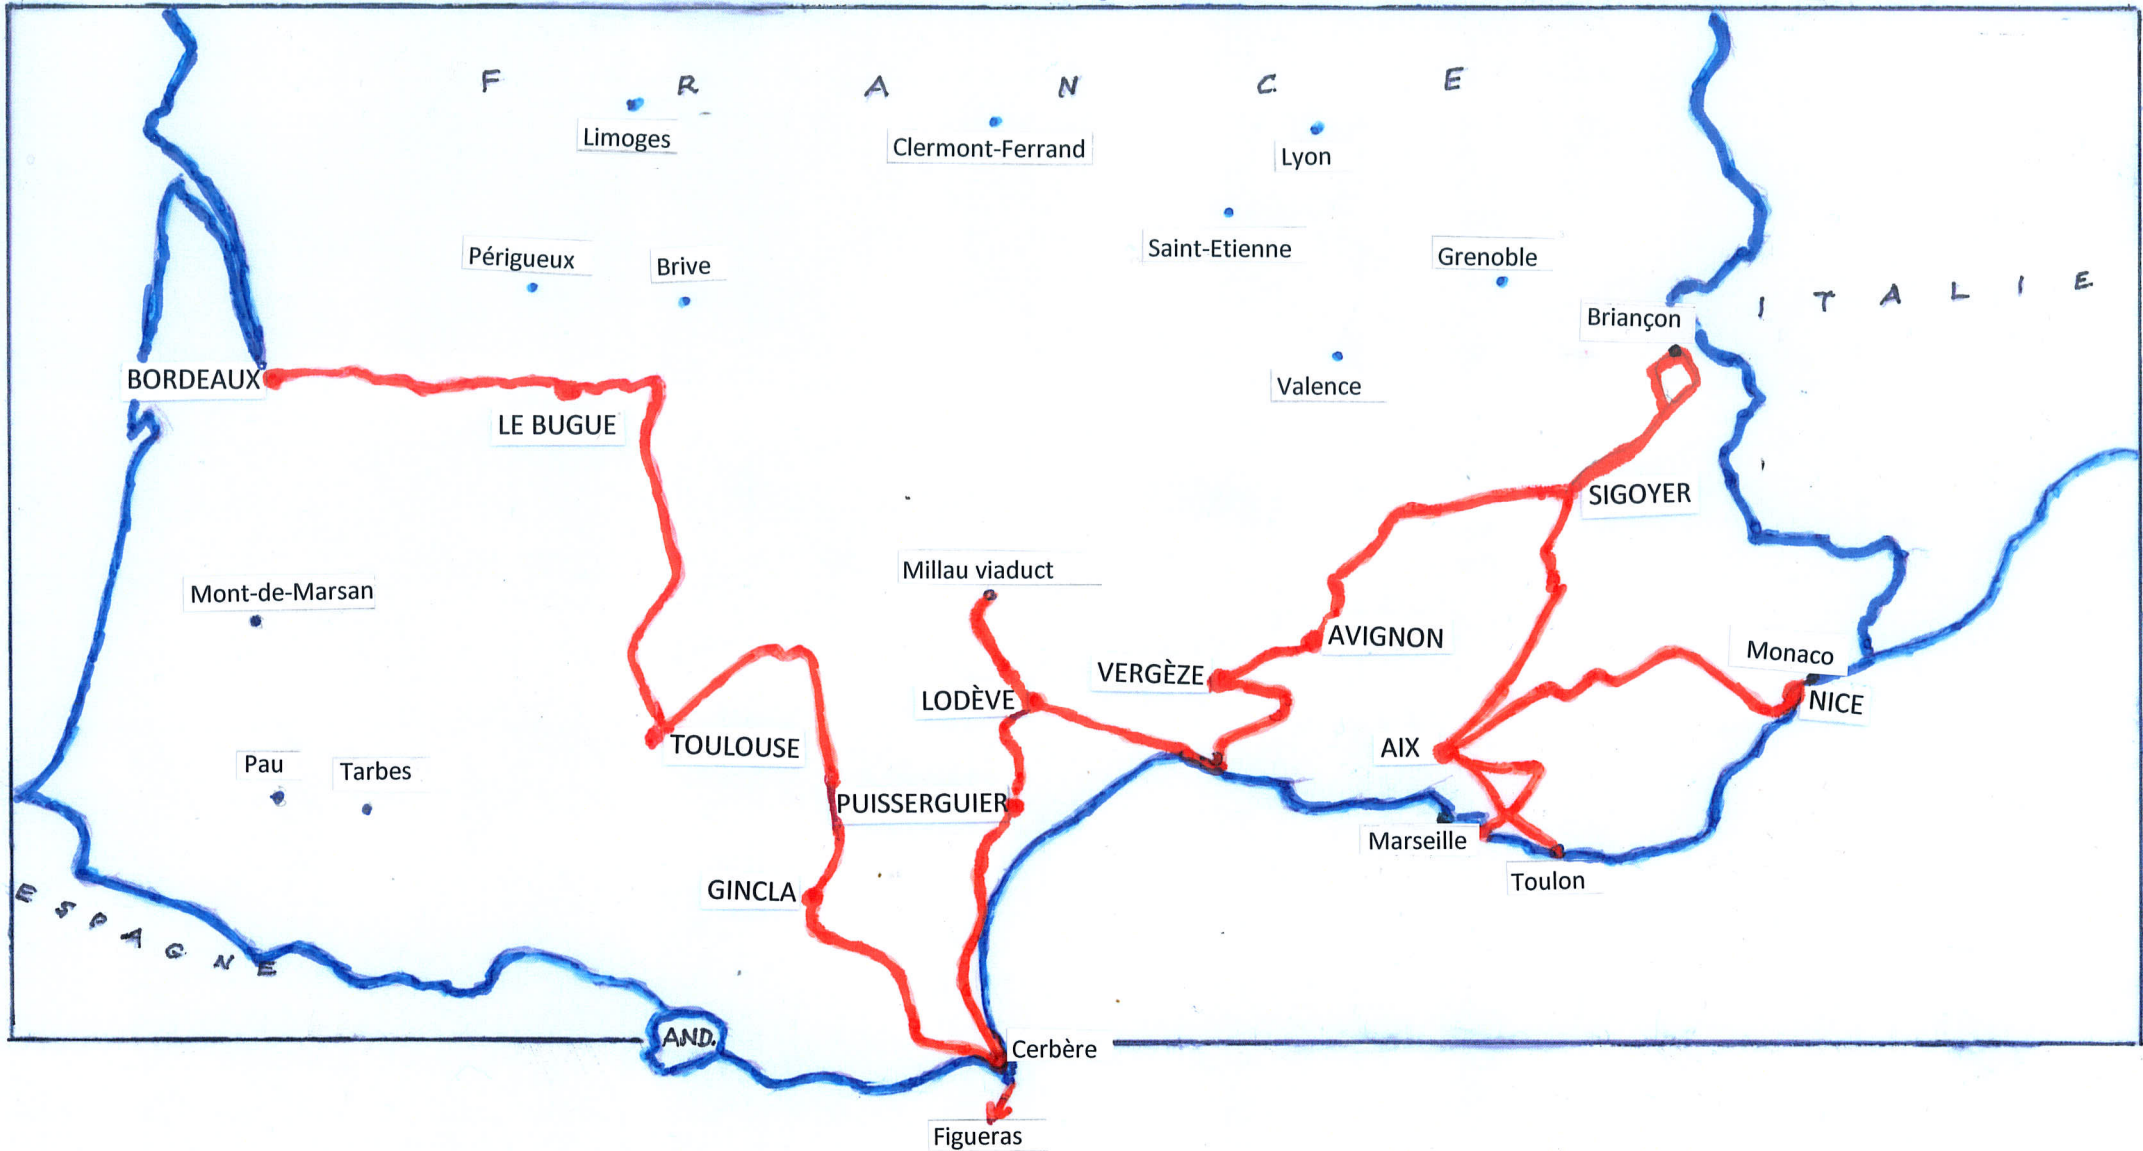 F R A N C E
Limoges
Clermont-Ferrand
Lyon
Saint-Etienne
Périgueux
Brive
Grenoble
I T A L I E
Briançon
BORDEAUX
Valence
LE BUGUE
SIGOYER
Millau viaduct
Mont-de-Marsan
AVIGNON
Monaco
VERGÈZE
LODÈVE
NICE
TOULOUSE
AIX
Pau
Tarbes
PUISSERGUIER
Marseille
Toulon
GINCLA
E S P A G N E
AND.
Cerbère
Figueras